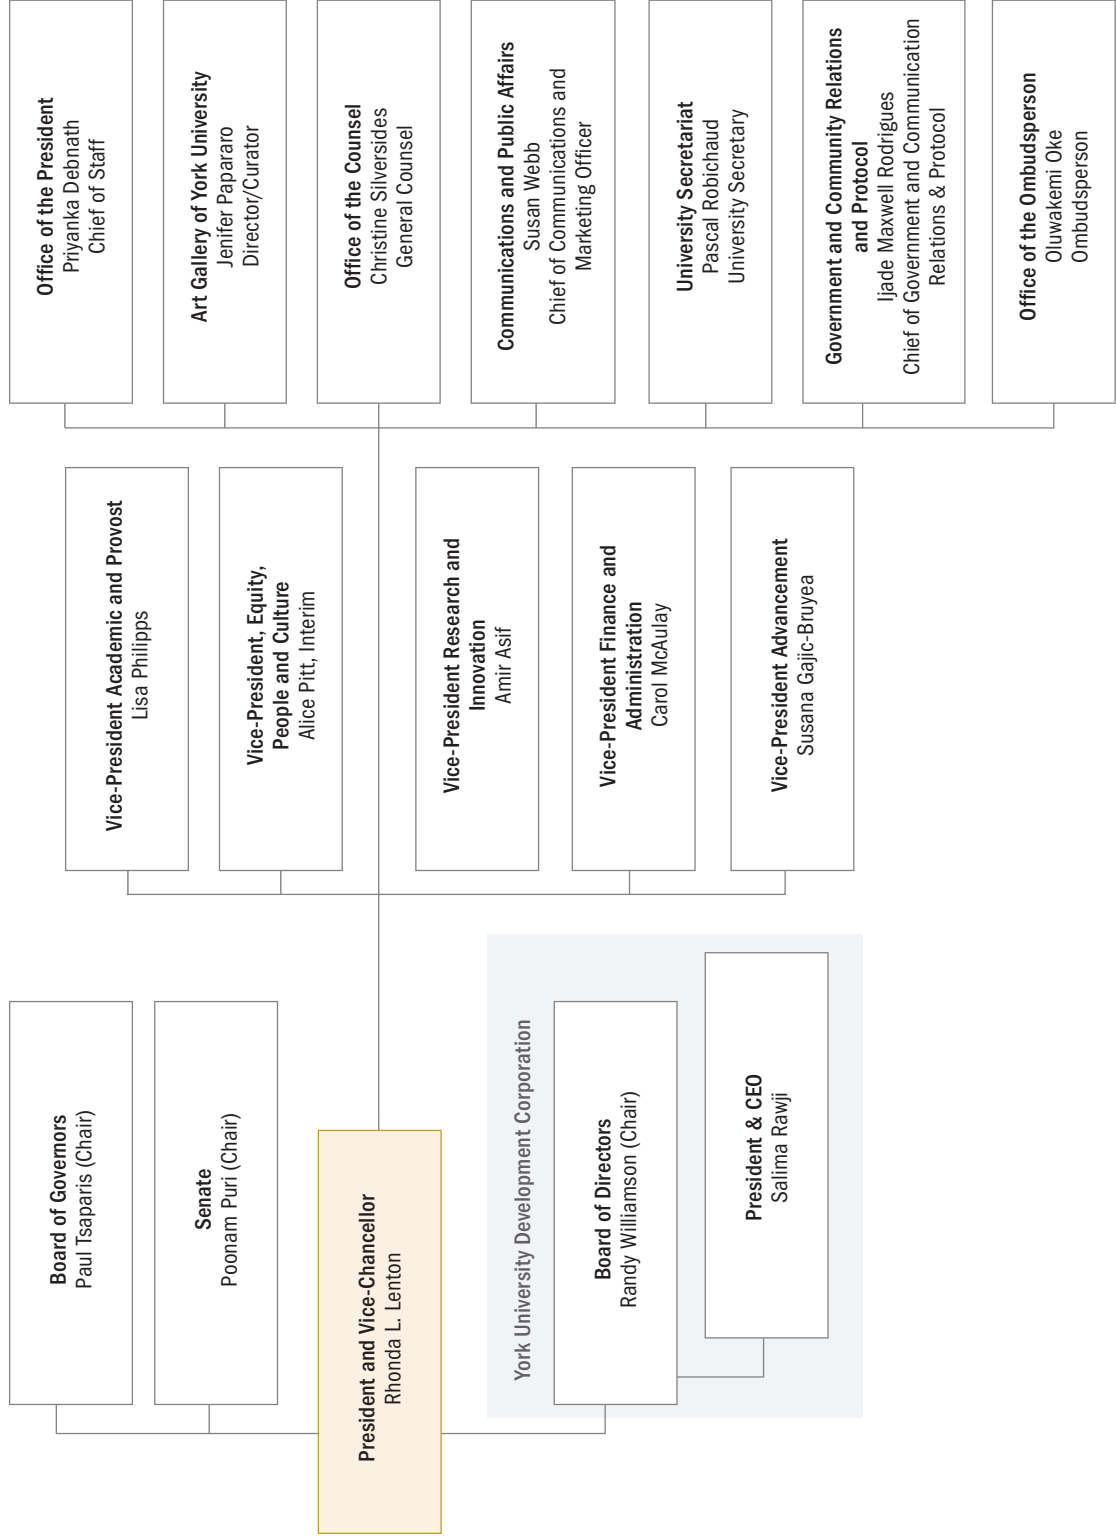 Board of Governors
Paul Tsaparis (Chair)
Senate
Poonam Puri (Chair)
President and Vice-Chancellor
Rhonda L. Lenton
York University Development Corporation
Board of Directors
Randy Williamson (Chair)
President & CEO
Salima Rawji
Vice-President Academic and Provost
Lisa Philipps
Vice-President, Equity,
People and Culture
Alice Pitt, Interim
Vice-President Research and
Innovation
Amir Asif
Vice-President Finance and
Administration
Carol McAulay
Vice-President Advancement
Susana Gajic-Bruyea
Office of the President
Priyanka Debnath
Chief of Staff
Art Gallery of York University
Jenifer Papararo
Director/Curator
Office of the Counsel
Christine Silversides
General Counsel
Communications and Public Affairs
Susan Webb
Chief of Communications and
Marketing Officer
University Secretariat
Pascal Robichaud
University Secretary
Government and Community Relations
and Protocol
Ijade Maxwell Rodrigues
Chief of Government and Communication
Relations & Protocol
Office of the Ombudsperson
Oluwakemi Oke
Ombudsperson